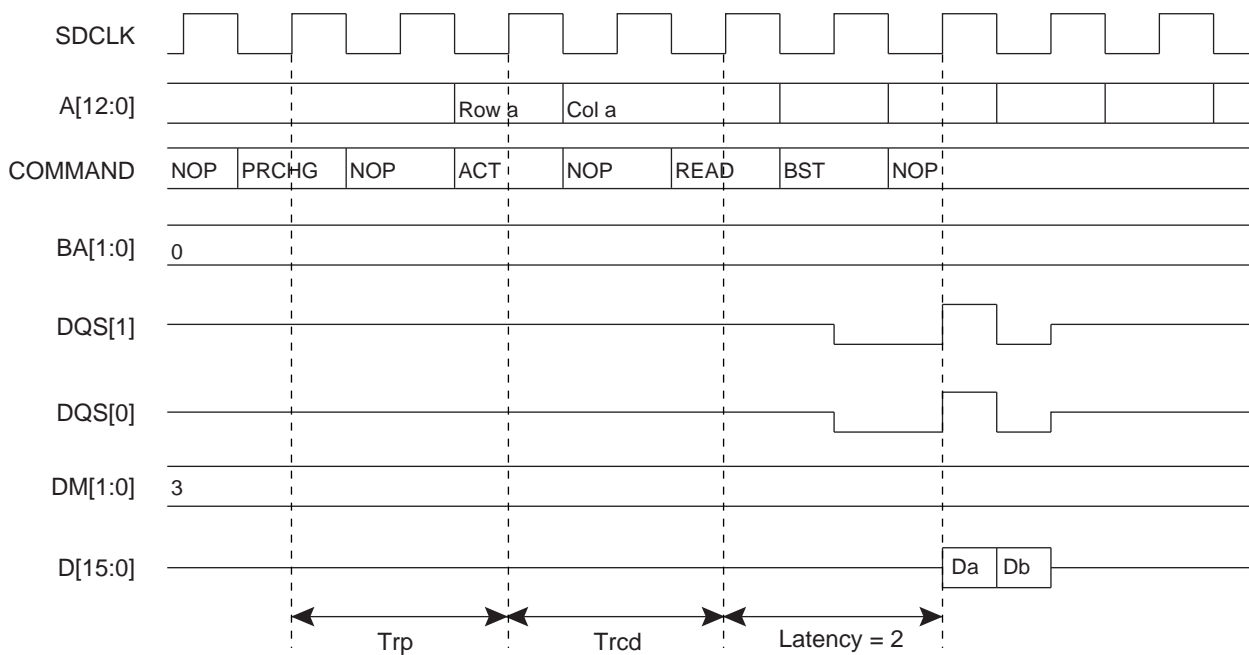 SDCLK
A[12:0] Row a Col a
COMMAND NOP PRCHG NOP ACT NOP READ BST NOP
BA[1:0] 0
DQS[1]
DQS[0]
DM[1:0] 3
D[15:0] Da Db
Trp Trcd Latency = 2